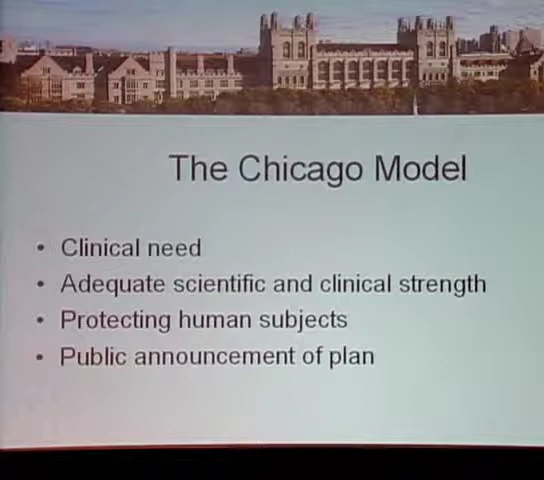 The Chicago Model
• Clinical need
• Adequate scientific and clinical strength
• Protecting human subjects
• Public announcement of plan